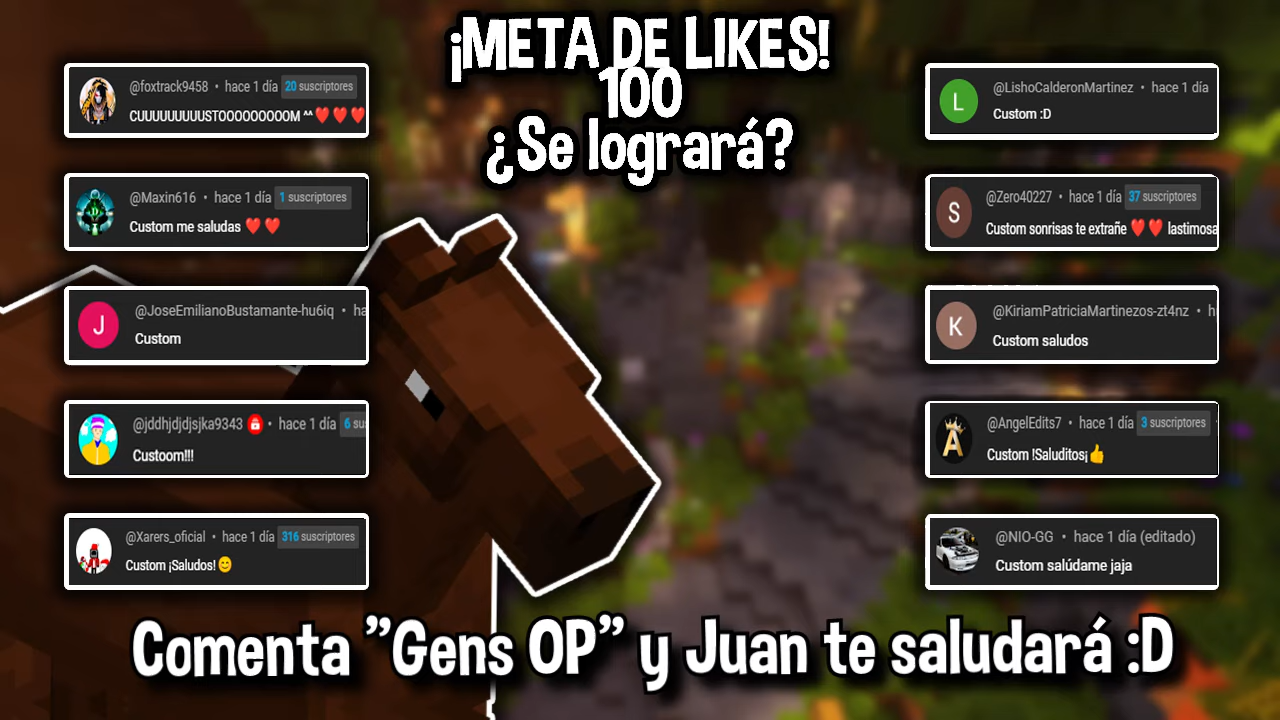 ¡META DE LIKES!
100
¿Se logrará?
@foxtrack9458 • hace 1 día 20 suscriptores
CUUUUUUUUSTOOOOOOOOOM ^^❤️❤️❤️
@Maxin616 • hace 1 día 1 suscriptores
Custom me saludas ❤️❤️
J
@JoseEmilianoBustamante-hu6iq • ha
Custom
@jddhjdjdjsjka9343 • hace 1 día 6 su
Custoom!!!
@Xarers_oficial • hace 1 día 316 suscriptores
Custom ¡Saludos!😊
L
@LishoCalderonMartinez • hace 1 día
Custom :D
S
@Zero40227 • hace 1 día 37 suscriptores
Custom sonrisas te extrañe ❤️❤️ lastimosa
K
@KiriamPatriciaMartinezos-zt4nz • h
Custom saludos
A
@AngelEdits7 • hace 1 día 3 suscriptores
Custom !Saluditos¡👍
@NIO-GG • hace 1 día (editado)
Custom salúdame jaja
Comenta ”Gens OP” y Juan te saludará :D